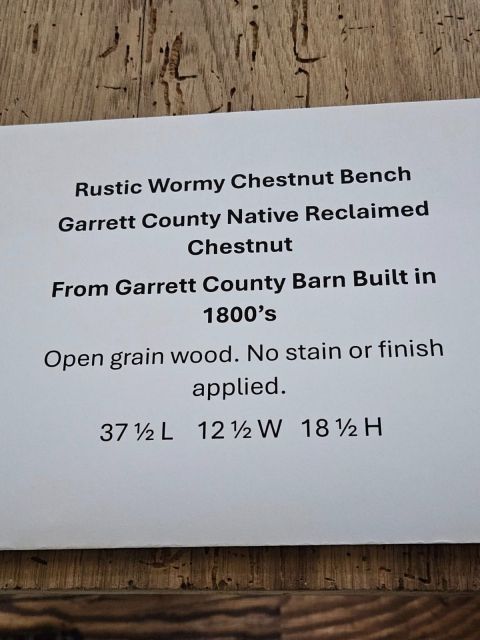 Rustic Wormy Chestnut Bench
Garrett County Native Reclaimed
Chestnut
From Garrett County Barn Built in
1800's
Open grain wood. No stain or finish
applied.
37 ½ L 12 ½ W 18 ½ H